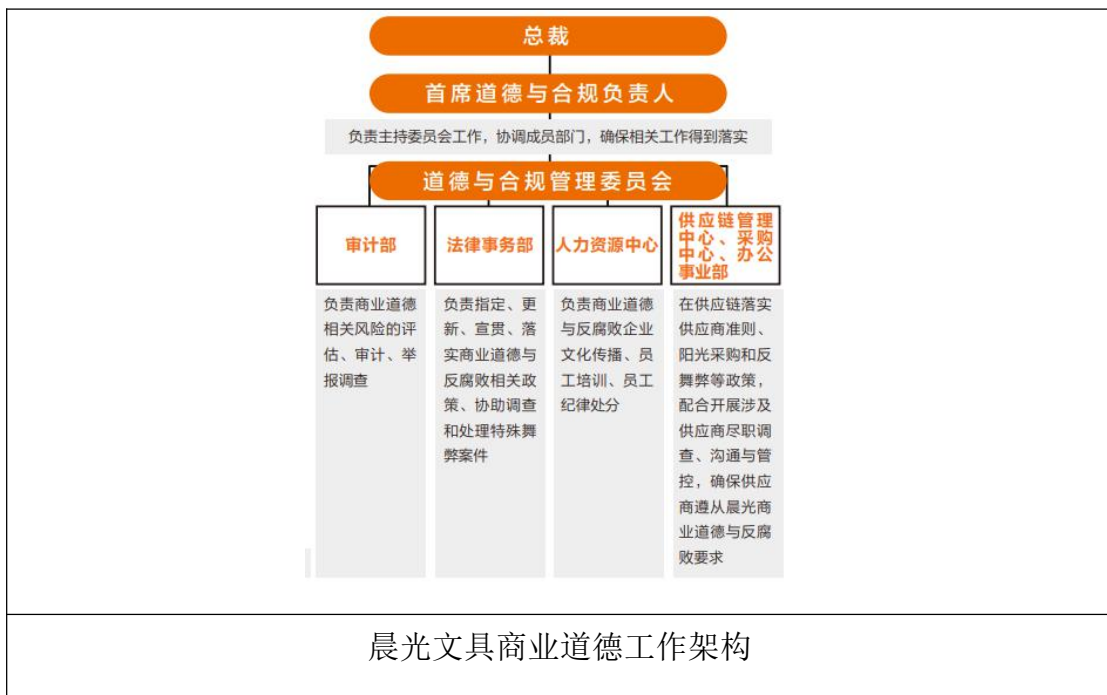 总裁
首席道德与合规负责人
负责主持委员会工作，协调成员部门，确保相关工作得到落实
道德与合规管理委员会
审计部
负责商业道德
相关风险的评
估、审计、举
报调查
法律事务部
负责指定、更
新、宣贯、落
实商业道德与
反腐败相关政
策、协助调查
和处理特殊舞
弊案件
人力资源中心
负责商业道德
与反腐败企业
文化传播、员
工培训、员工
纪律处分
供应链管理
中心、采购
中心、办公
事业部
在供应链落实
供应商准则、
阳光采购和反
舞弊等政策，
配合开展涉及
供应商尽职调
查、沟通与管
控，确保供应
商遵从晨光商
业道德与反腐
败要求
晨光文具商业道德工作架构